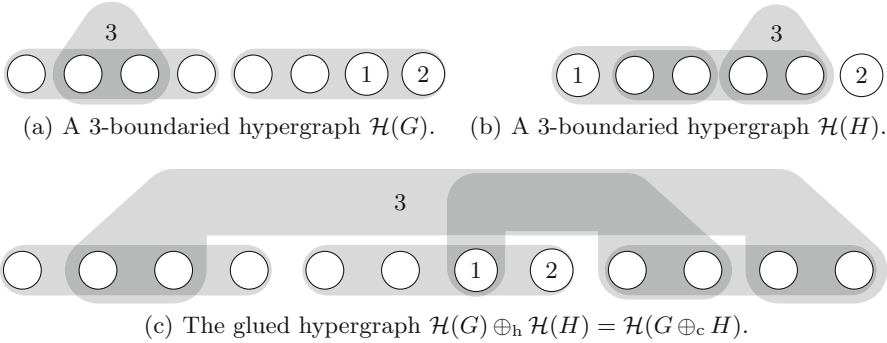 3 3
1 2 1 2
(a) A 3-boundaried hypergraph ℋ(G). (b) A 3-boundaried hypergraph ℋ(H).
3
1 2
(c) The glued hypergraph ℋ(G) ⊕h ℋ(H) = ℋ(G ⊕c H).